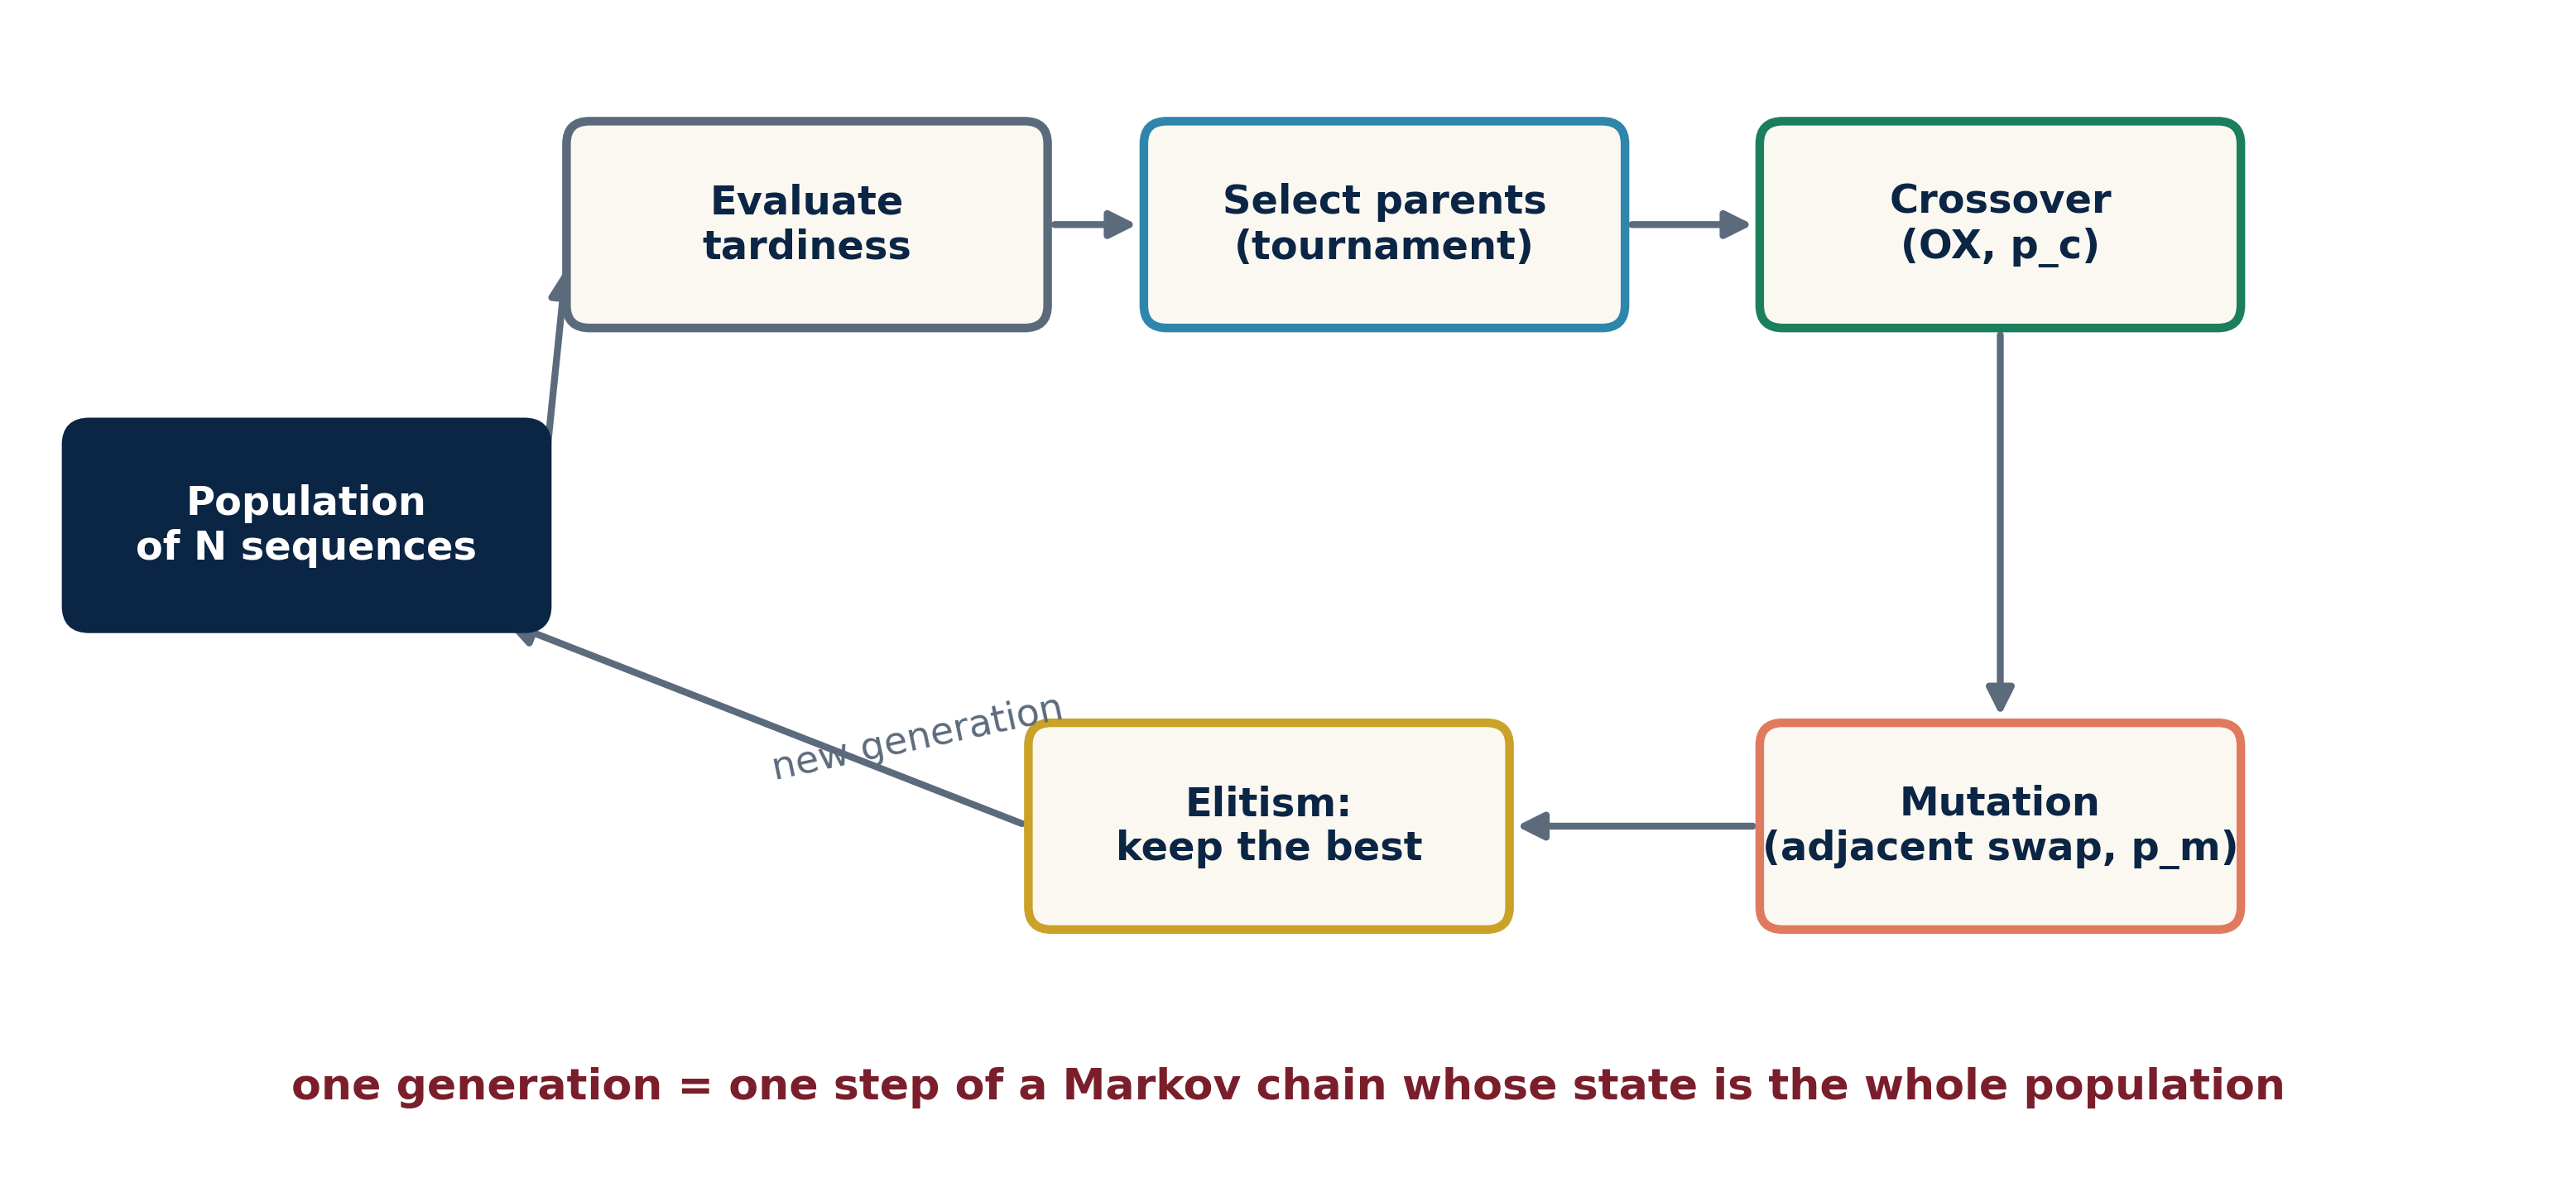 Evaluate
tardiness
Select parents
(tournament)
Crossover
(OX, p_c)
Population
of N sequences
new generation
Elitism:
keep the best
Mutation
(adjacent swap, p_m)
one generation = one step of a Markov chain whose state is the whole population